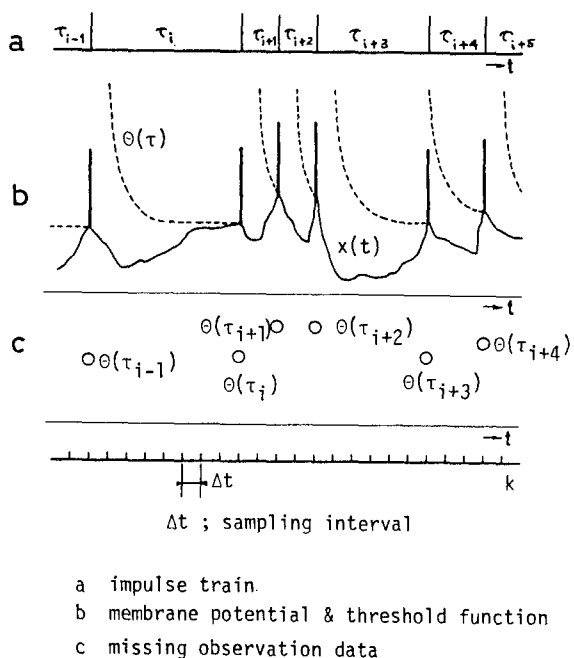 τi-1 τi τi+1 τi+2 τi+3 τi+4 τi+5
a
→ t
Θ(τ)
b
x(t)
→ t
Θ(τi+1) Θ(τi+2)
c
Θ(τi-1) Θ(τi) Θ(τi+3) Θ(τi+4)
→ t
Δt k
Δt ; sampling interval
a impulse train
b membrane potential & threshold function
c missing observation data